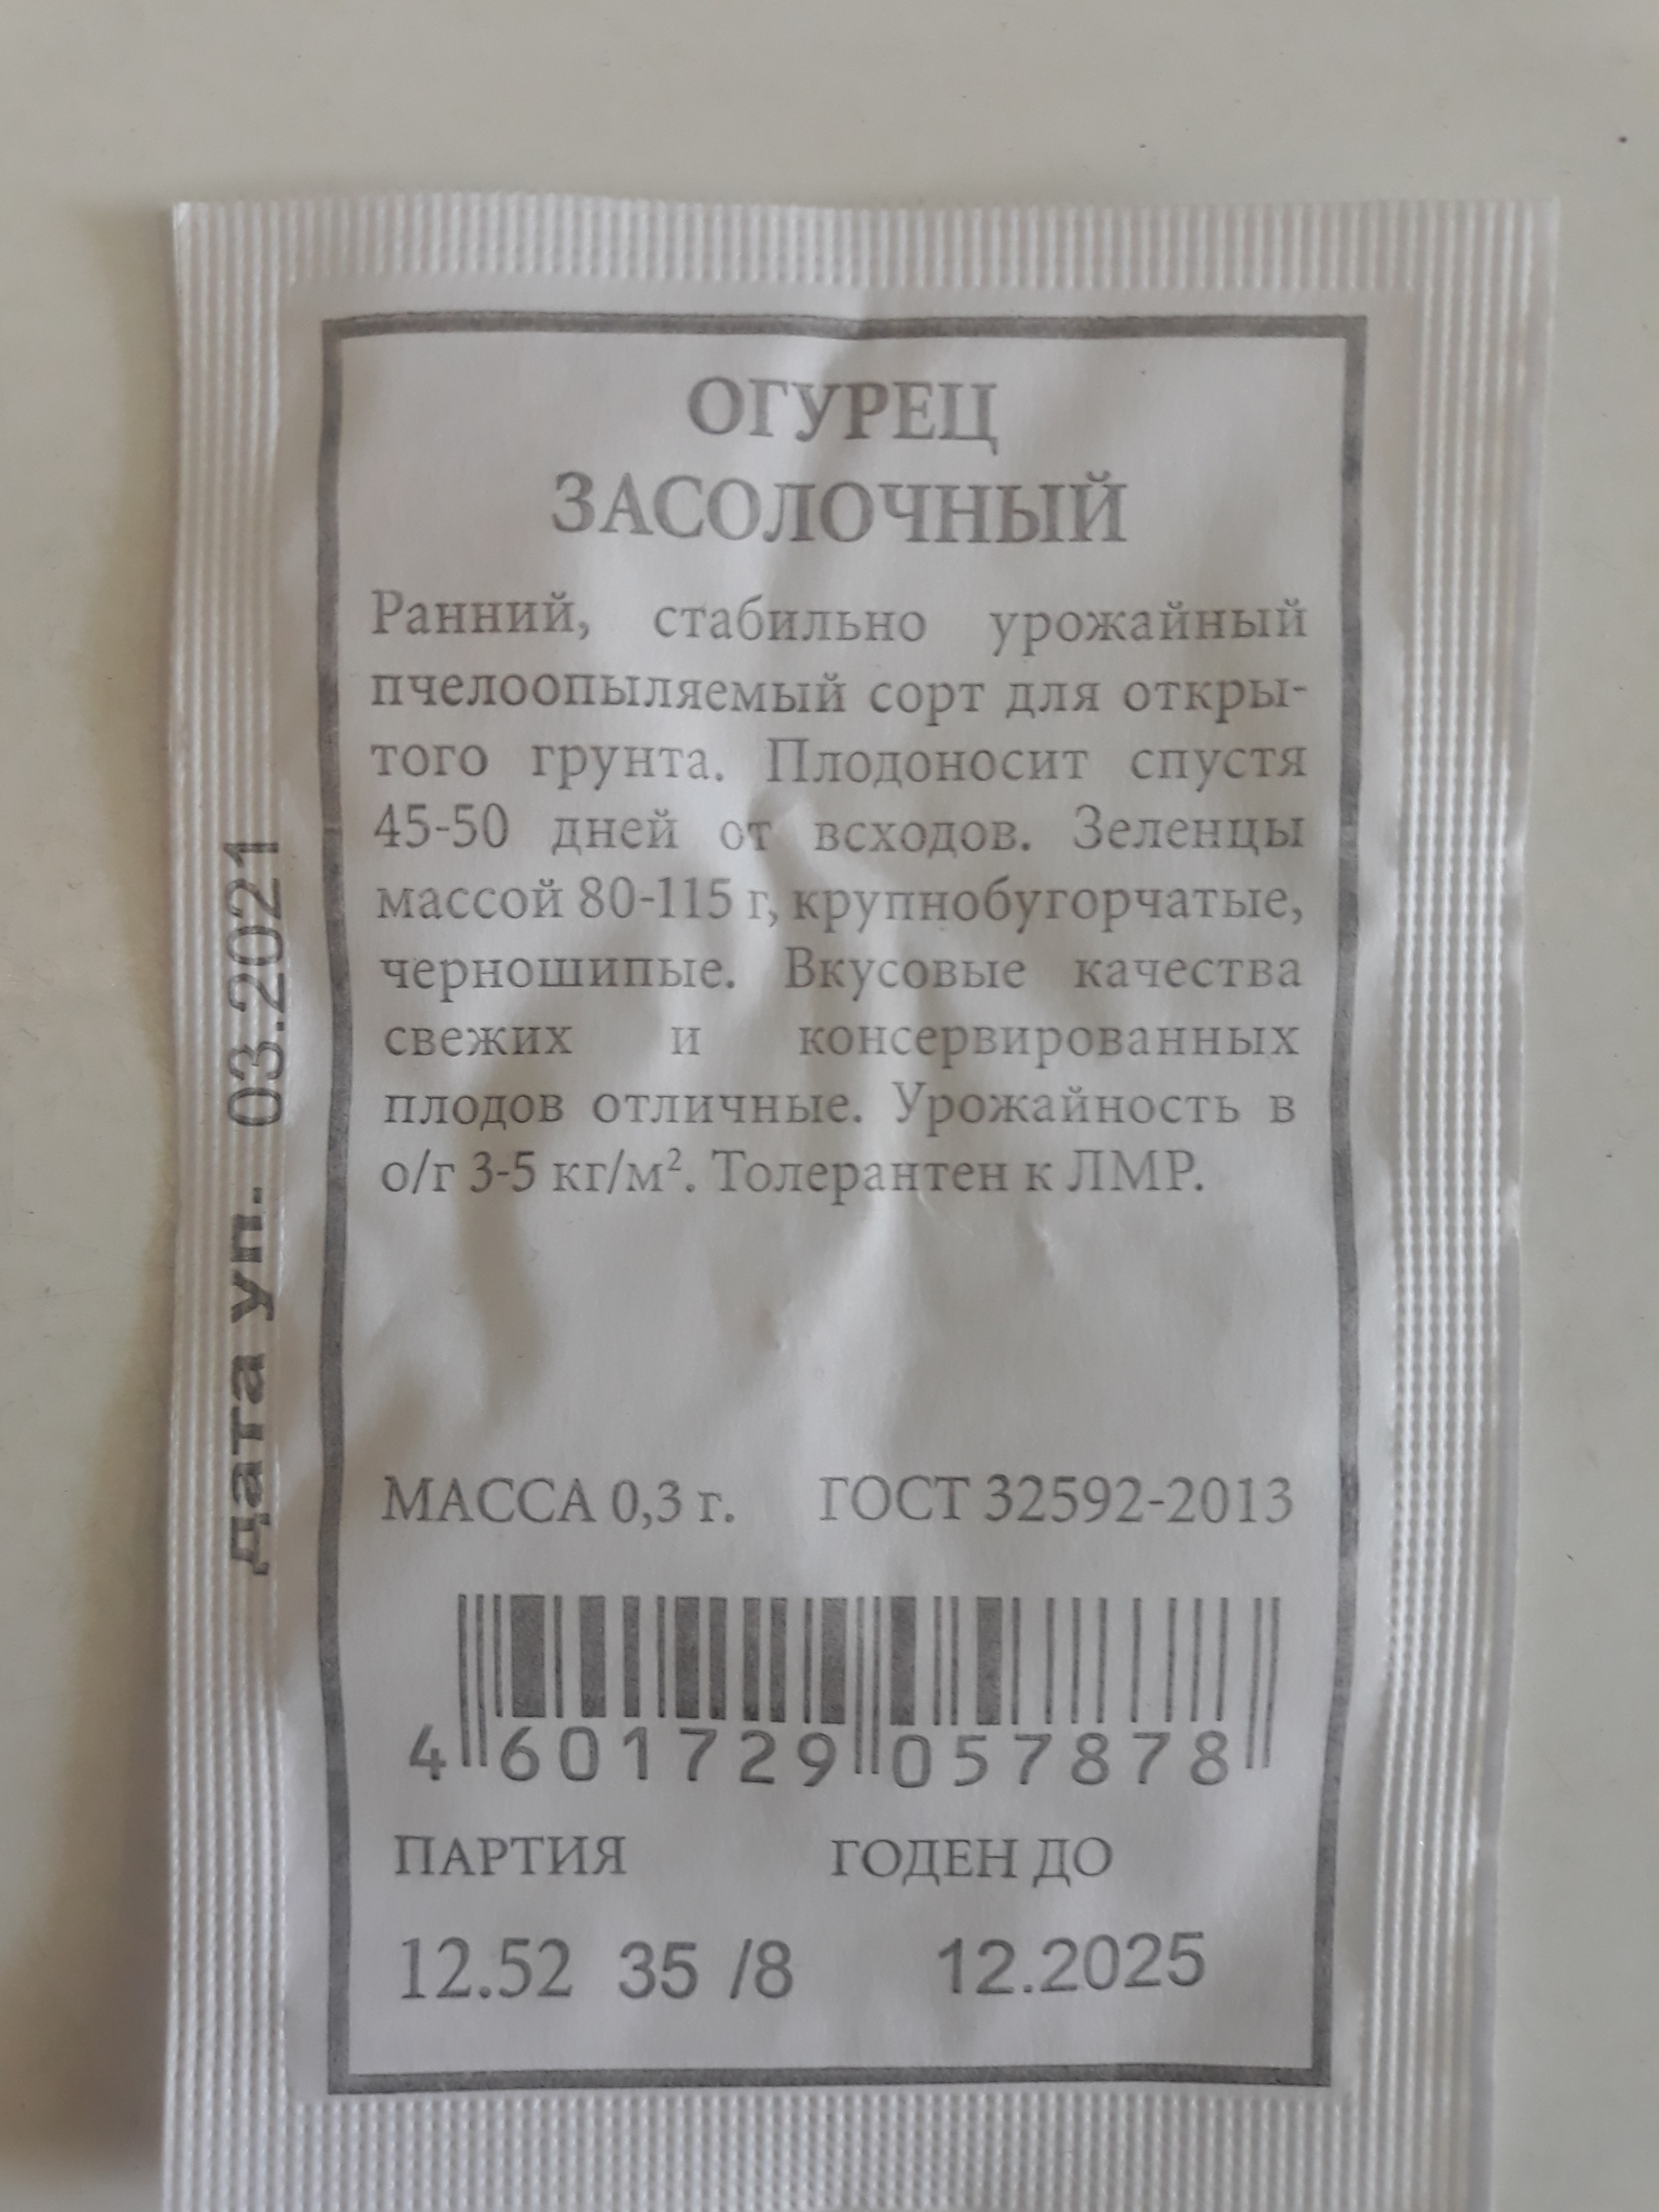 ОГУРЕЦ
ЗАСОЛОЧНЫЙ
Ранний, стабильно урожайный
пчелоопыляемый сорт для откры-
того грунта. Плодоносит спустя
45-50 дней от всходов. Зеленцы
массой 80-115 г, крупнобугорчатые,
черношипые. Вкусовые качества
свежих и консервированных
плодов отличные. Урожайность в
о/г 3-5 кг/м². Толерантен к ЛМР.
МАССА 0,3 г. ГОСТ 32592-2013
4 601729 057878
ПАРТИЯ ГОДЕН ДО
12.52 35 /8 12.2025
дата уп. 03.2021